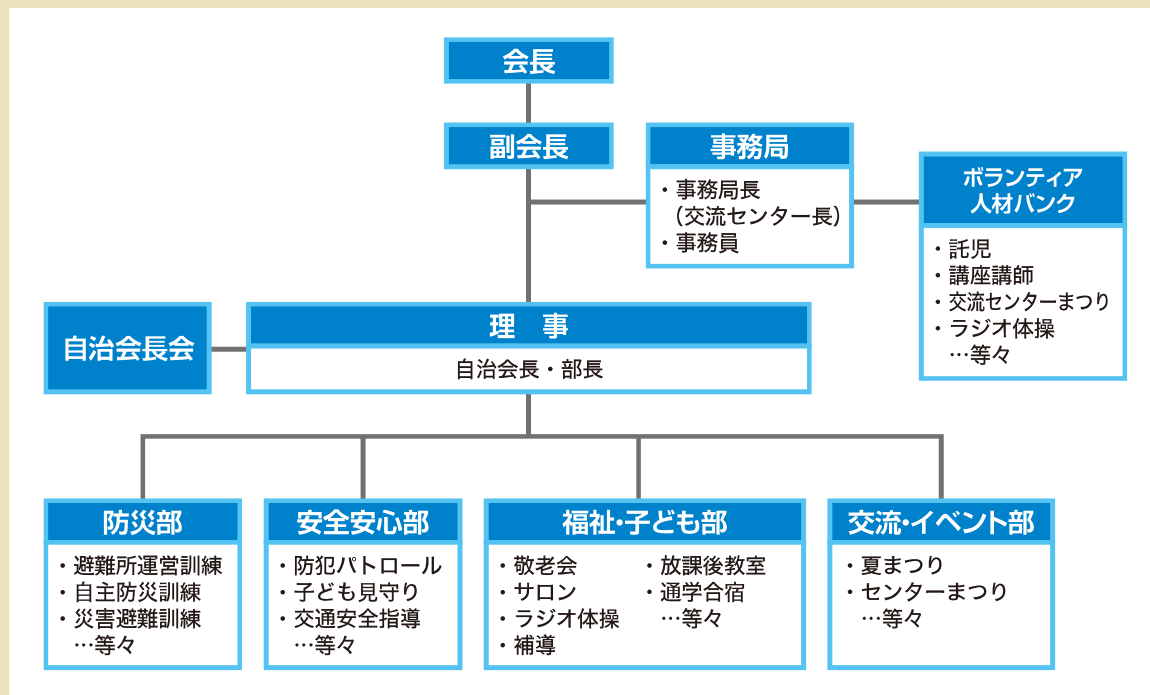 会長
副会長
事務局
・事務局長
（交流センター長）
・事務員
ボランティア
人材バンク
・託児
・講座講師
・交流センターまつり
・ラジオ体操
…等々
自治会長会
理　事
自治会長・部長
防災部
・避難所運営訓練
・自主防災訓練
・災害避難訓練
…等々
安全安心部
・防犯パトロール
・子ども見守り
・交通安全指導
…等々
福祉・子ども部
・敬老会
・サロン
・ラジオ体操
・補導
・放課後教室
・通学合宿
…等々
交流・イベント部
・夏まつり
・センターまつり
…等々